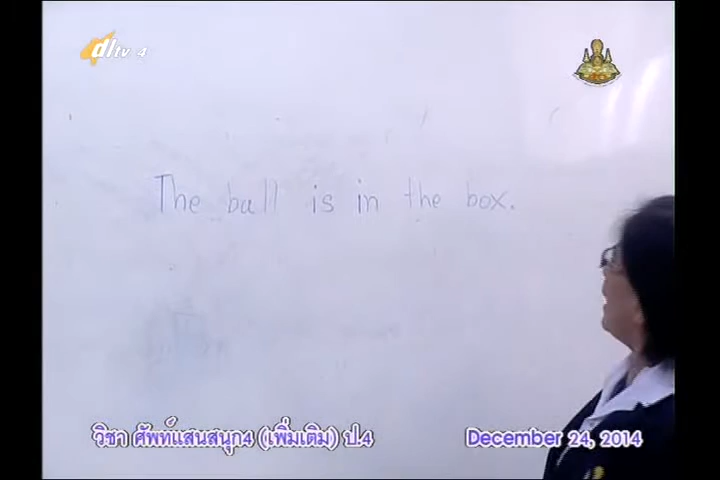 dltv 4
The ball is in the box.
วิชา ศัพท์แสนสนุก4 (เพิ่มเติม) ป.4
December 24, 2014